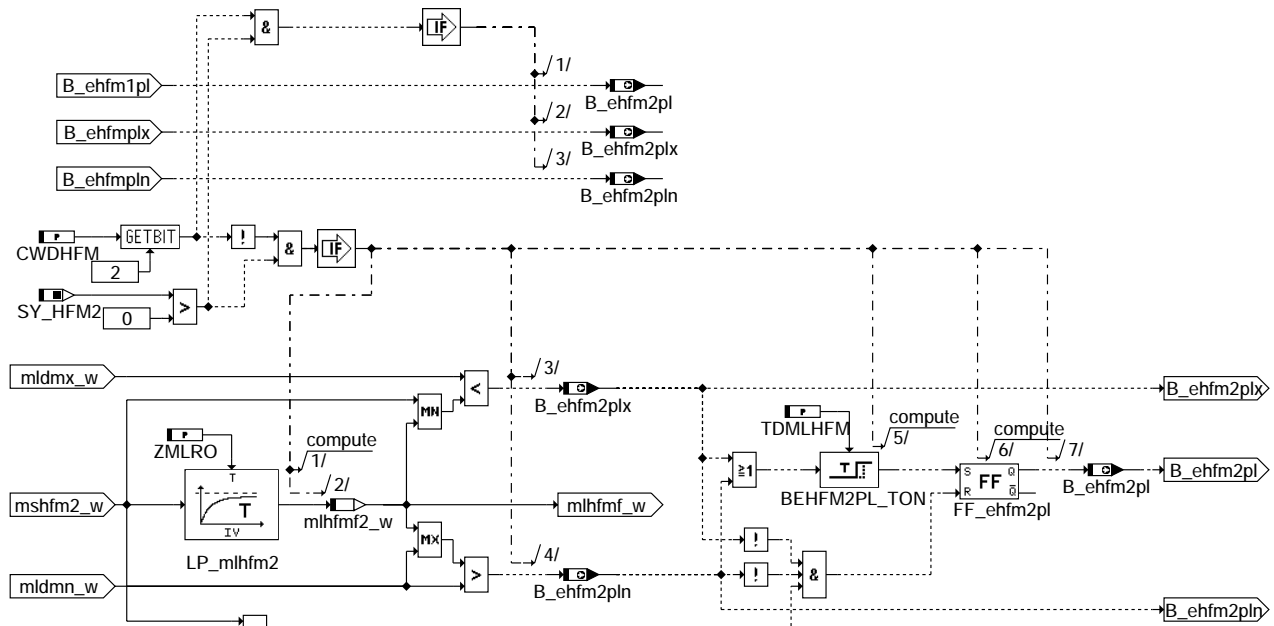 & IF
1/
B_ehfm1pl
B_ehfm2pl
2/
B_ehfmplx
B_ehfm2plx
3/
B_ehfmpln
B_ehfm2pln
P GETBIT ! & IF
CWDHFM
2
SY_HFM2 >
0
mldmx_w < 3/ B_ehfm2plx
B_ehfm2plx
MN
P
ZMLRO
P
TDMLHFM
compute
5/
compute
6/ 7/
compute
1/
T
≥1 T S Q
FF
R Q
B_ehfm2pl
B_ehfm2pl
BEHFM2PL_TON
FF_ehfm2pl
2/
mshfm2_w T mlhfmf_w
mlhfmf2_w
IV
LP_mlhfm2
MX 4/ !
mldmn_w > ! &
B_ehfm2pln
B_ehfm2pln